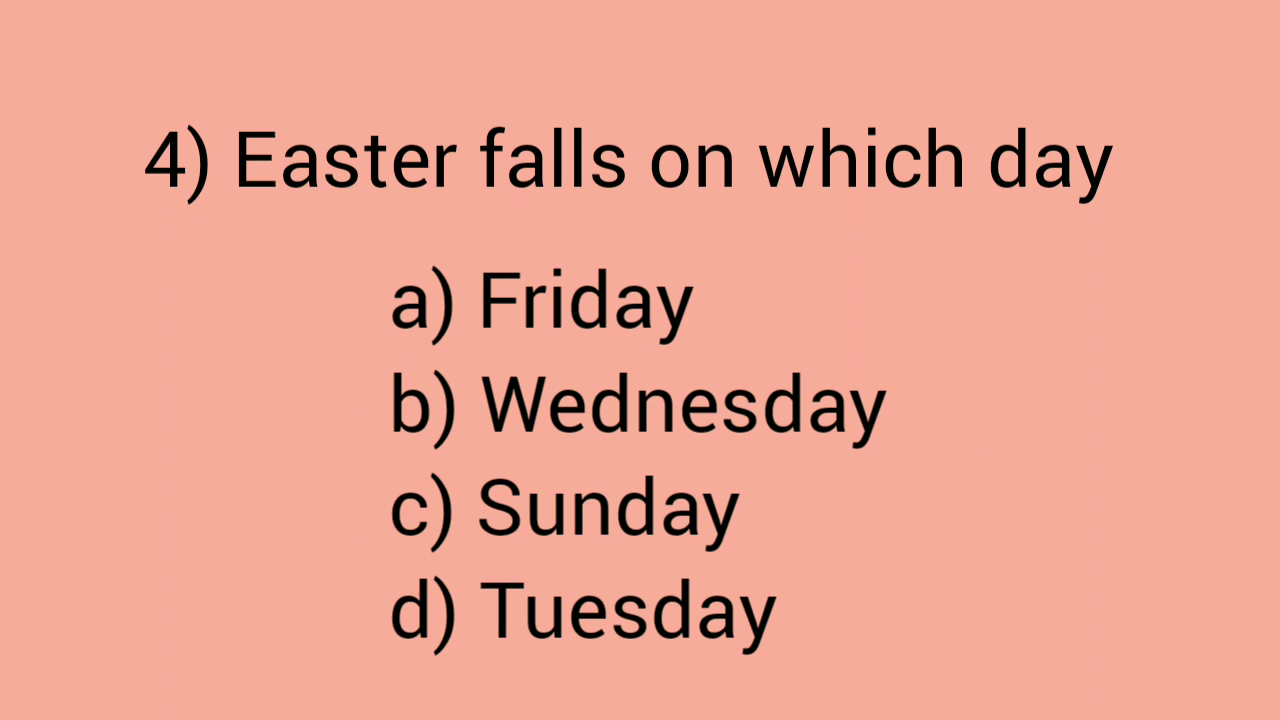 4) Easter falls on which day
a) Friday
b) Wednesday
c) Sunday
d) Tuesday